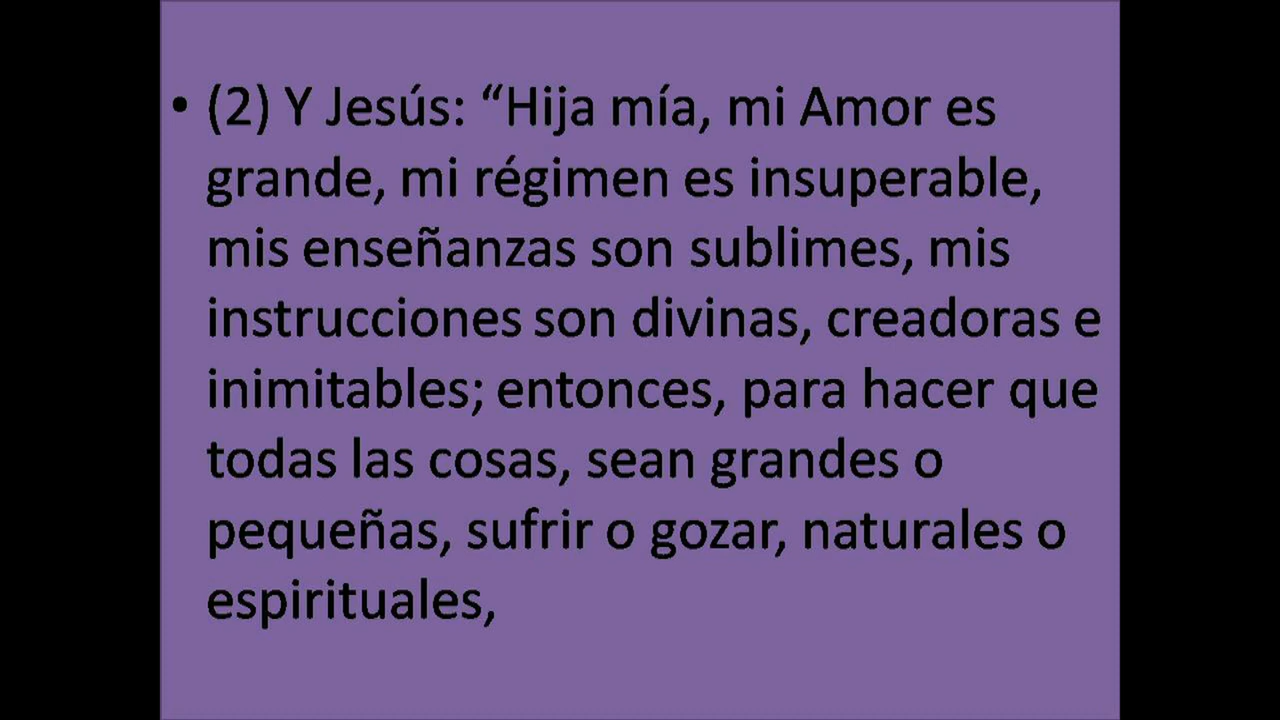 • (2) Y Jesús: “Hija mía, mi Amor es
grande, mi régimen es insuperable,
mis enseñanzas son sublimes, mis
instrucciones son divinas, creadoras e
inimitables; entonces, para hacer que
todas las cosas, sean grandes o
pequeñas, sufrir o gozar, naturales o
espirituales,